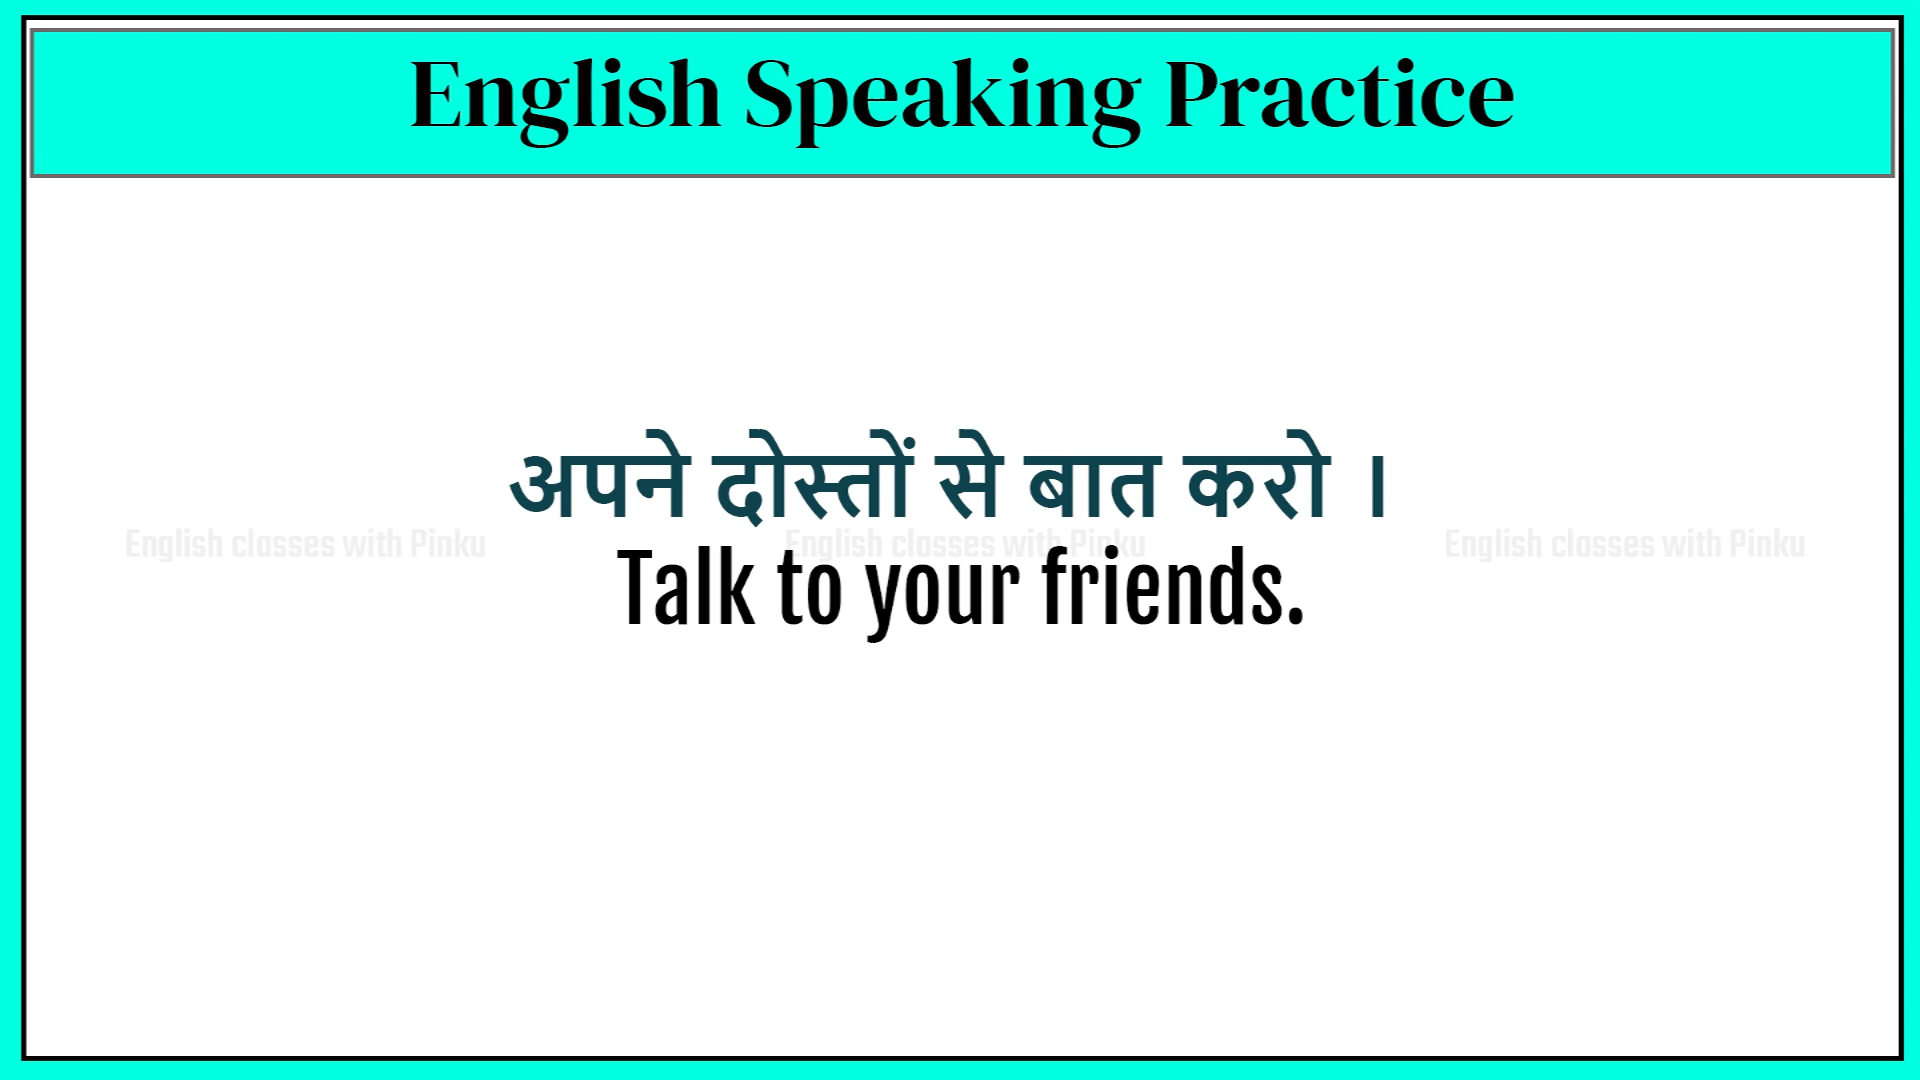 English Speaking Practice
अपने दोस्तों से बात करो ।
English classes with Pinku English classes with Pinku English classes with Pinku
Talk to your friends.